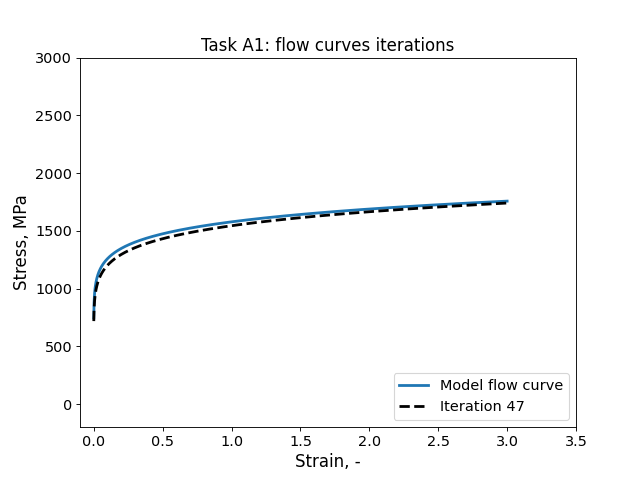 Task A1: flow curves iterations
3000
2500
2000
1500
1000
500
0
Stress, MPa
0.0 0.5 1.0 1.5 2.0 2.5 3.0 3.5
Strain, -
Model flow curve
Iteration 47